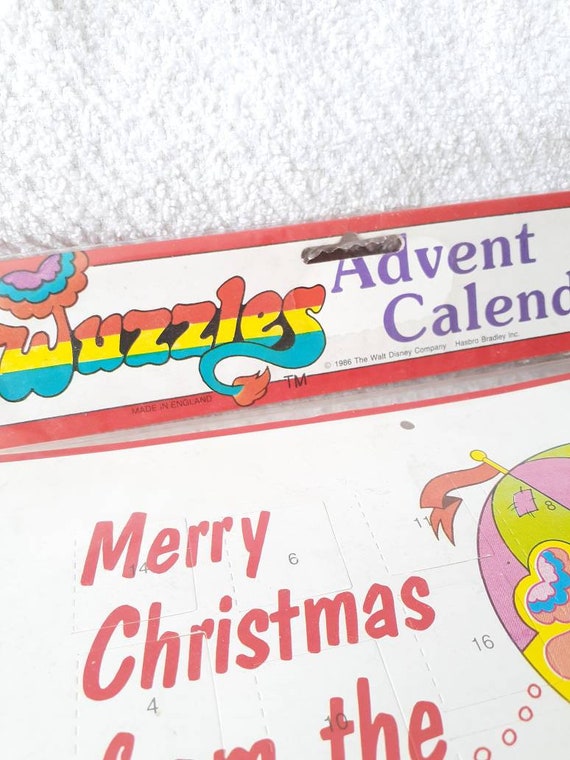 Wuzzles TM
Advent
Calend
© 1986 The Walt Disney Company Hasbro Bradley Inc.
MADE IN ENGLAND
Merry
Christmas
from the
14
6
11
8
4
10
16